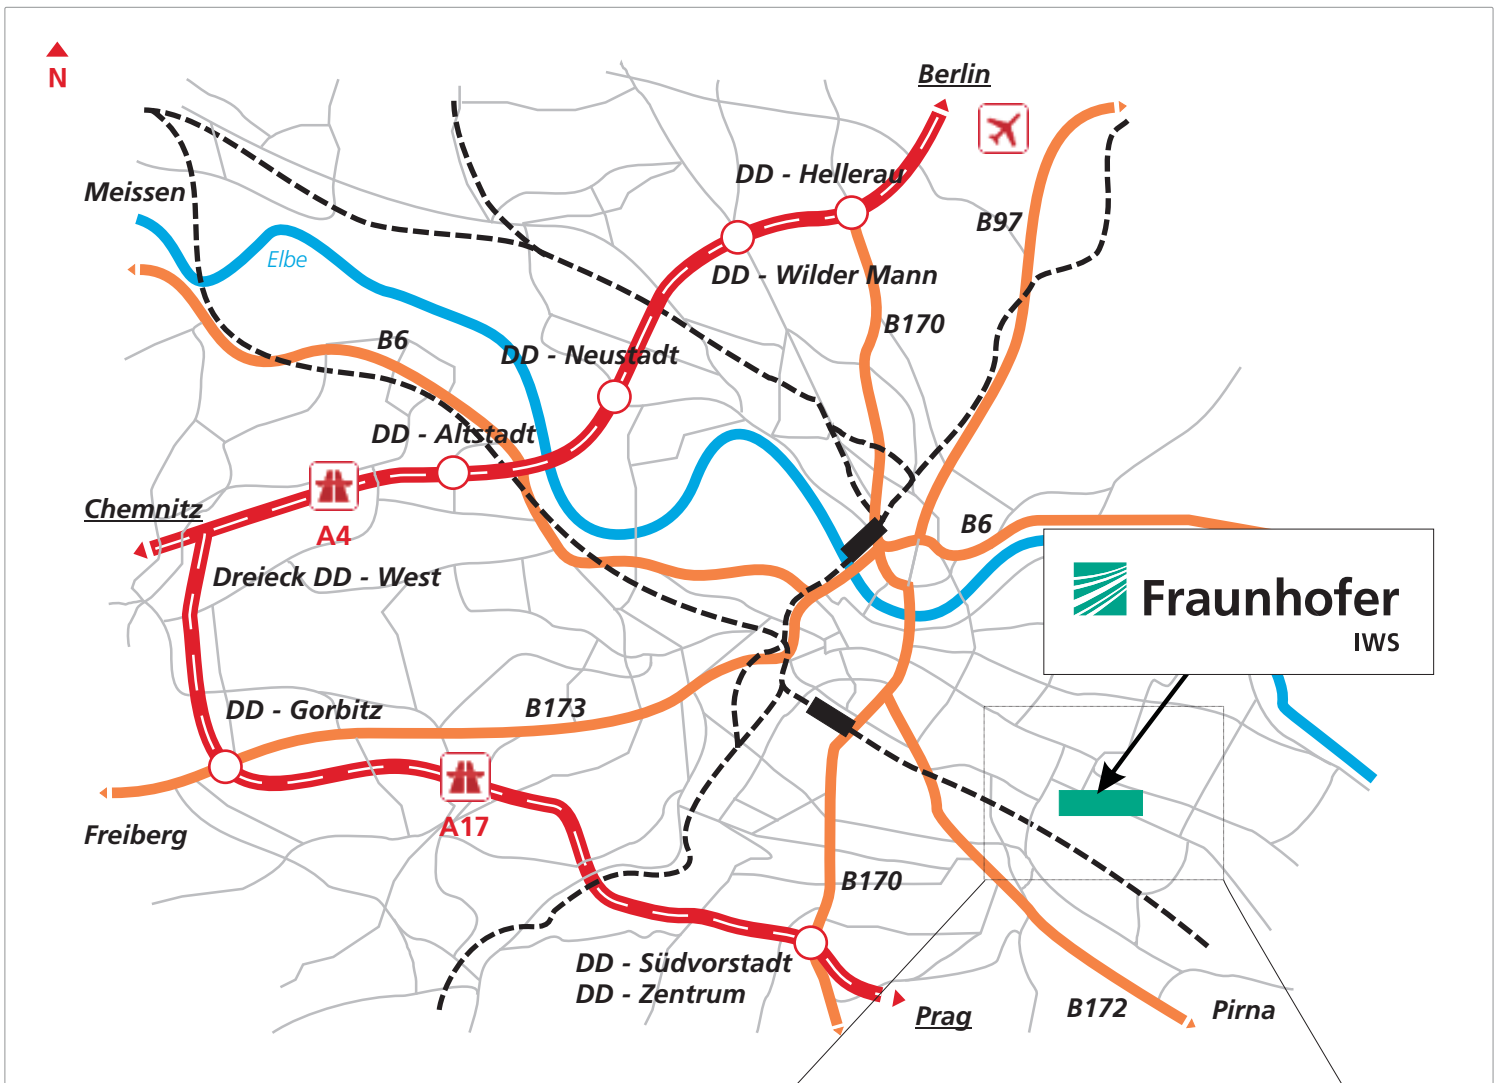 N
Berlin
DD - Hellerau
Meissen
B97
Elbe
DD - Wilder Mann
B170
B6
DD - Neustadt
DD - Altstadt
Chemnitz
A4
B6
Dreieck DD - West
Fraunhofer
IWS
DD - Gorbitz
B173
A17
Freiberg
B170
DD - Südvorstadt
DD - Zentrum
Prag
B172
Pirna